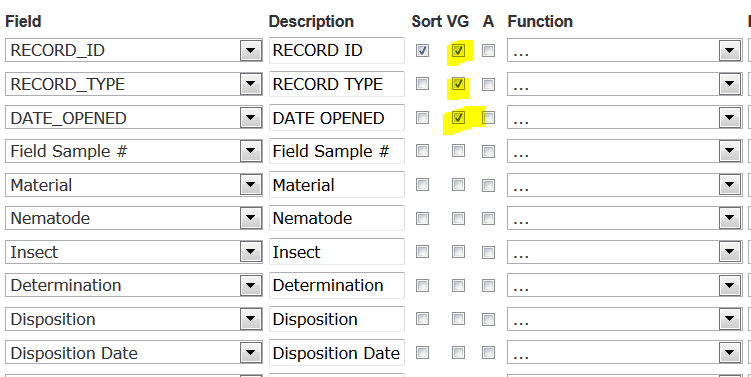 Field Description Sort VG A Function
RECORD_ID RECORD ID ...
RECORD_TYPE RECORD TYPE ...
DATE_OPENED DATE OPENED ...
Field Sample # Field Sample # ...
Material Material ...
Nematode Nematode ...
Insect Insect ...
Determination Determination ...
Disposition Disposition ...
Disposition Date Disposition Date ...